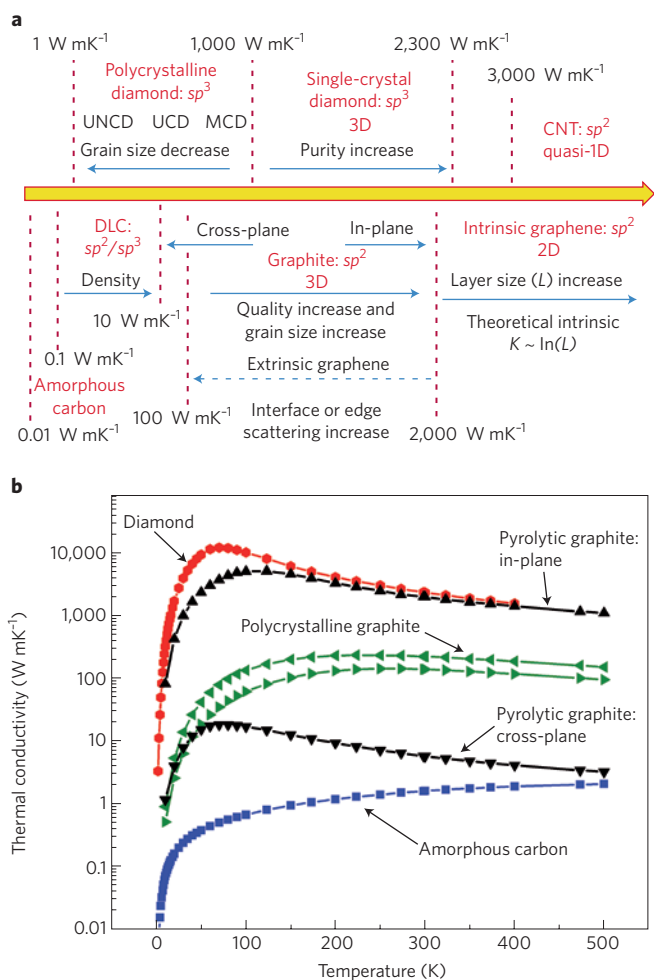 a
1 W mK⁻¹
1,000 W mK⁻¹
2,300 W mK⁻¹
3,000 W mK⁻¹
Polycrystalline
diamond: sp³
UNCD UCD MCD
Grain size decrease
Single-crystal
diamond: sp³
3D
Purity increase
CNT: sp²
quasi-1D
DLC:
sp²/sp³
Density
10 W mK⁻¹
0.1 W mK⁻¹
Amorphous
carbon
0.01 W mK⁻¹
Cross-plane
In-plane
Graphite: sp²
3D
Quality increase and
grain size increase
Extrinsic graphene
100 W mK⁻¹
Interface or edge
scattering increase
2,000 W mK⁻¹
Intrinsic graphene: sp²
2D
Layer size (L) increase
Theoretical intrinsic
K ~ ln(L)
b
Thermal conductivity (W mK⁻¹)
10,000
1,000
100
10
1
0.1
0.01
Diamond
Pyrolytic graphite:
in-plane
Polycrystalline graphite
Pyrolytic graphite:
cross-plane
Amorphous carbon
0 100 200 300 400 500
Temperature (K)